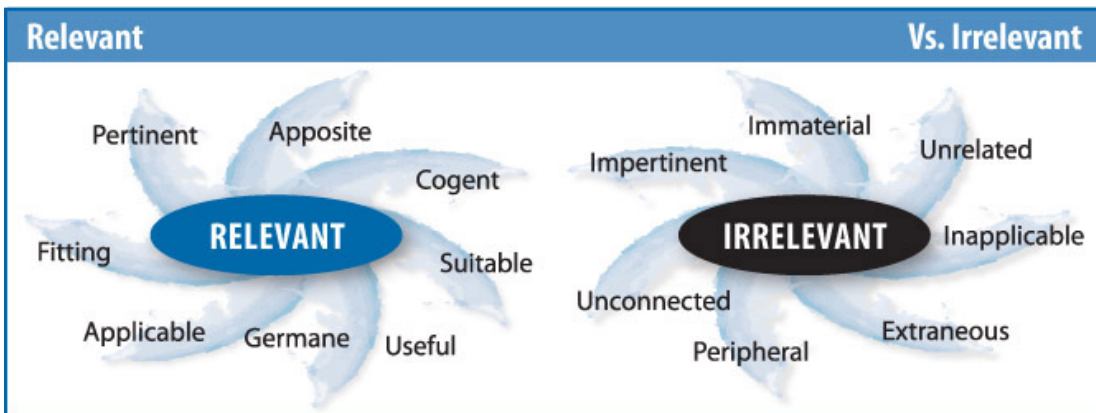 Relevant
Vs. Irrelevant
Pertinent
Apposite
Cogent
Fitting
RELEVANT
Suitable
Applicable
Germane
Useful
Immaterial
Unrelated
Impertinent
IRRELEVANT
Inapplicable
Unconnected
Extraneous
Peripheral